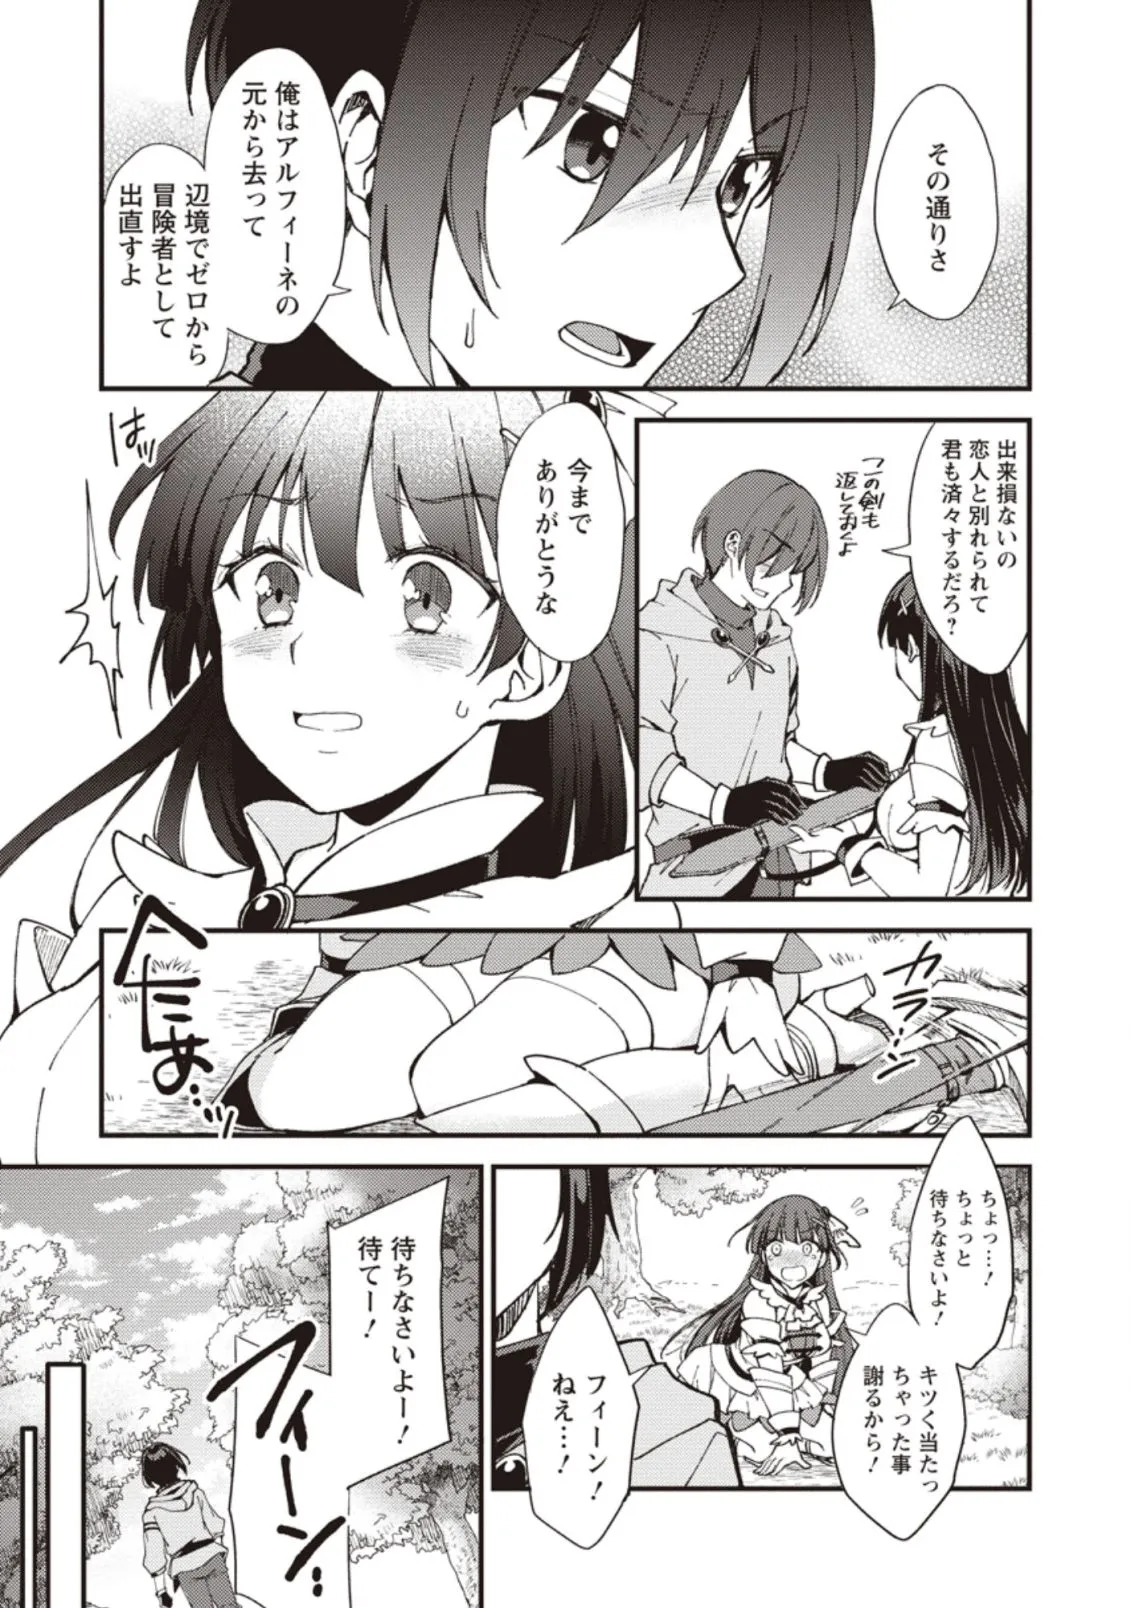 その通りさ
俺はアルフィーネの
元から去って
辺境でゼロから
冒険者として
出直すよ
出来損ないの
恋人と別れられて
君も済々するだろ?
この剣も
返しておくよ
今まで
ありがとうな
はッ
カラン…
へたぁ…
ちょっ…!
ちょっと
待ちなさいよ!
キツく当たっ
ちゃった事
謝るから!
フィーン!
ねえ…!
待ちなさいよー!
待てー!
フィーン!